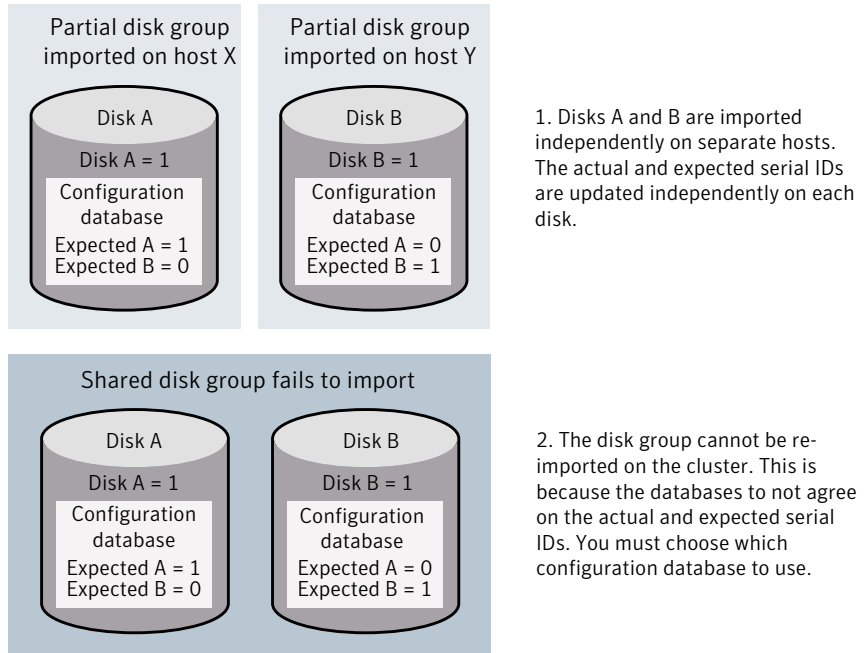 Partial disk group
imported on host X
Disk A
Disk A = 1
Configuration
database
Expected A = 1
Expected B = 0
Partial disk group
imported on host Y
Disk B
Disk B = 1
Configuration
database
Expected A = 0
Expected B = 1
1. Disks A and B are imported
independently on separate hosts.
The actual and expected serial IDs
are updated independently on each
disk.
Shared disk group fails to import
Disk A
Disk A = 1
Configuration
database
Expected A = 1
Expected B = 0
Disk B
Disk B = 1
Configuration
database
Expected A = 0
Expected B = 1
2. The disk group cannot be re-
imported on the cluster. This is
because the databases to not agree
on the actual and expected serial
IDs. You must choose which
configuration database to use.